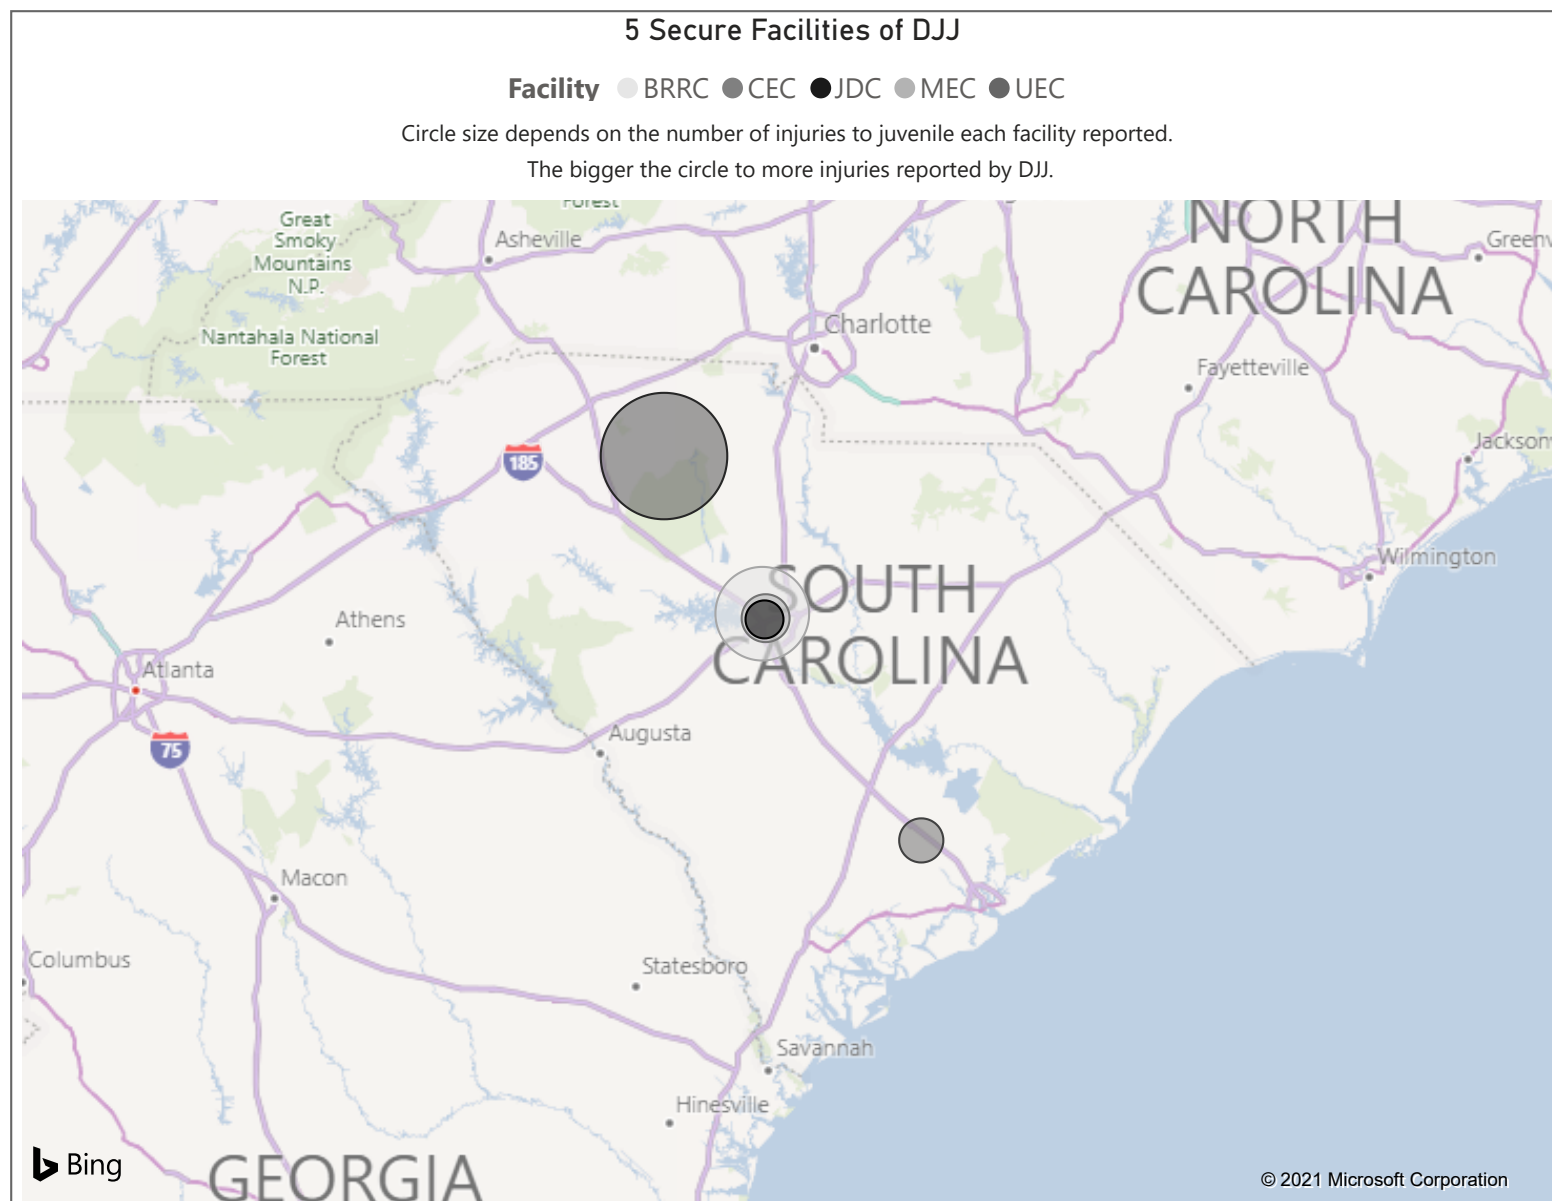 5 Secure Facilities of DJJ
Facility BRRC CEC JDC MEC UEC
Circle size depends on the number of injuries to juvenile each facility reported.
The bigger the circle to more injuries reported by DJJ.
Forest
NORTH
CAROLINA
Great
Smoky
Mountains
N.P.
Asheville
Greenv
Nantahala National
Forest
Charlotte
Fayetteville
Jackson
185
Wilmington
SOUTH
CAROLINA
Athens
Atlanta
75
Augusta
Macon
Columbus
Statesboro
Savannah
Hinesville
GEORGIA
Bing
© 2021 Microsoft Corporation